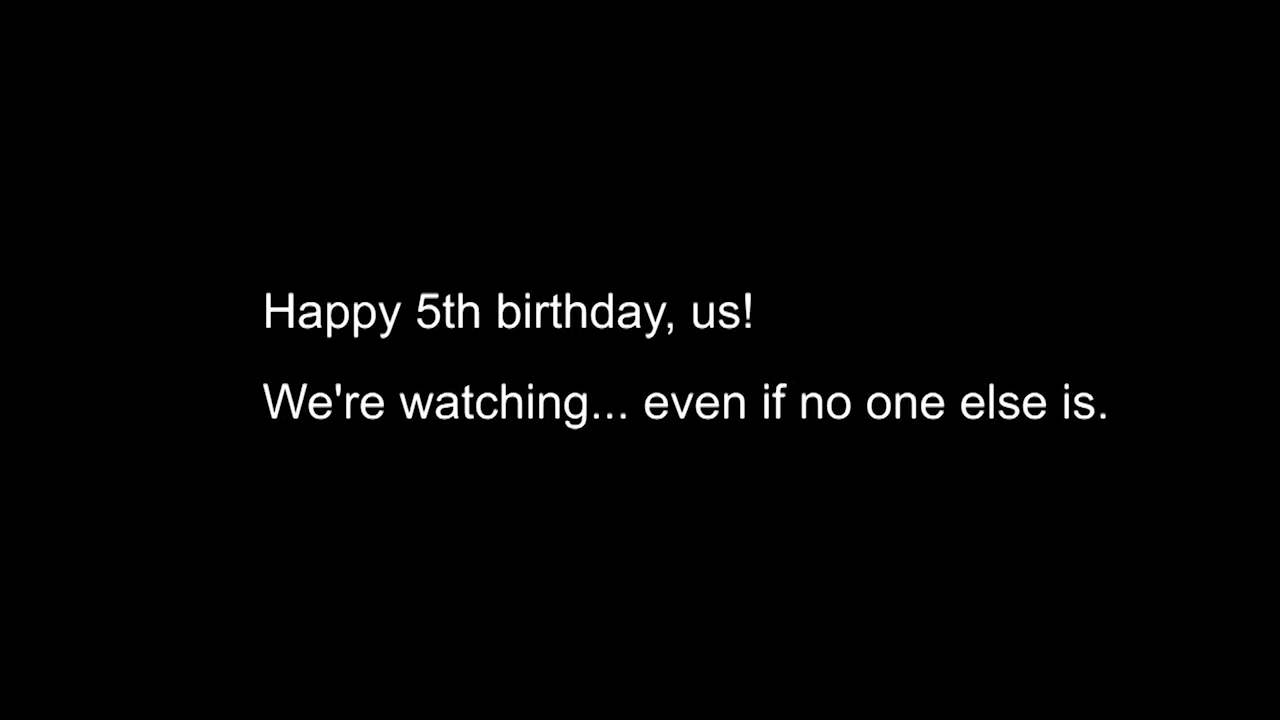 Happy 5th birthday, us!
We're watching... even if no one else is.